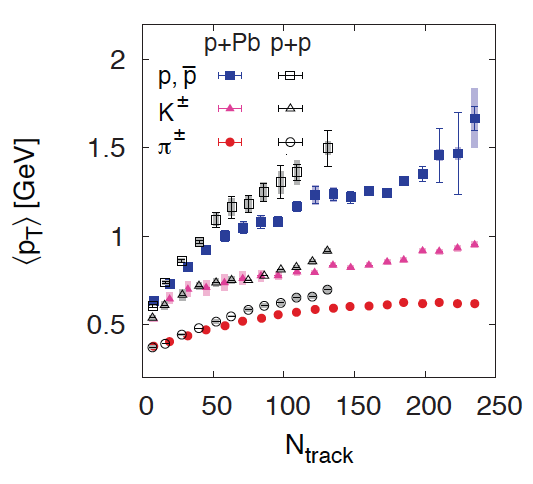 p+Pb p+p
p, p̅
K±
π±
2
1.5
1
0.5
⟨pT⟩ [GeV]
0 50 100 150 200 250
Ntrack